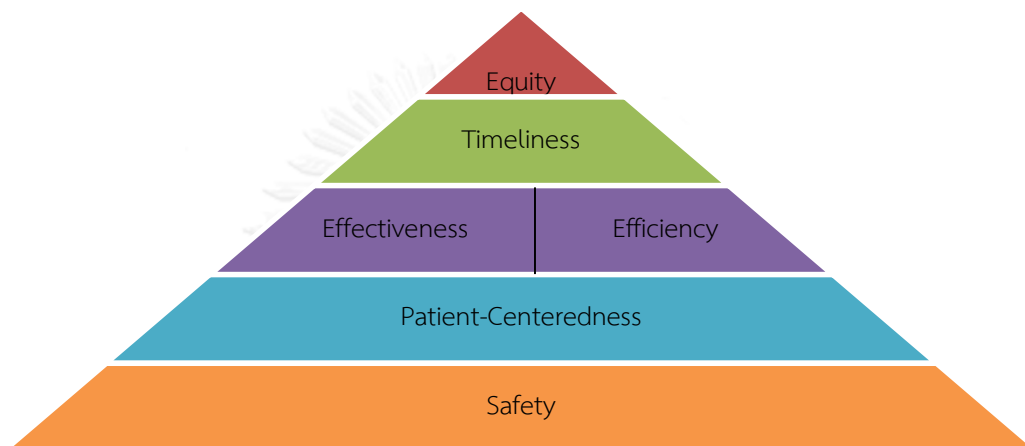 Equity
Timeliness
Effectiveness Efficiency
Patient-Centeredness
Safety